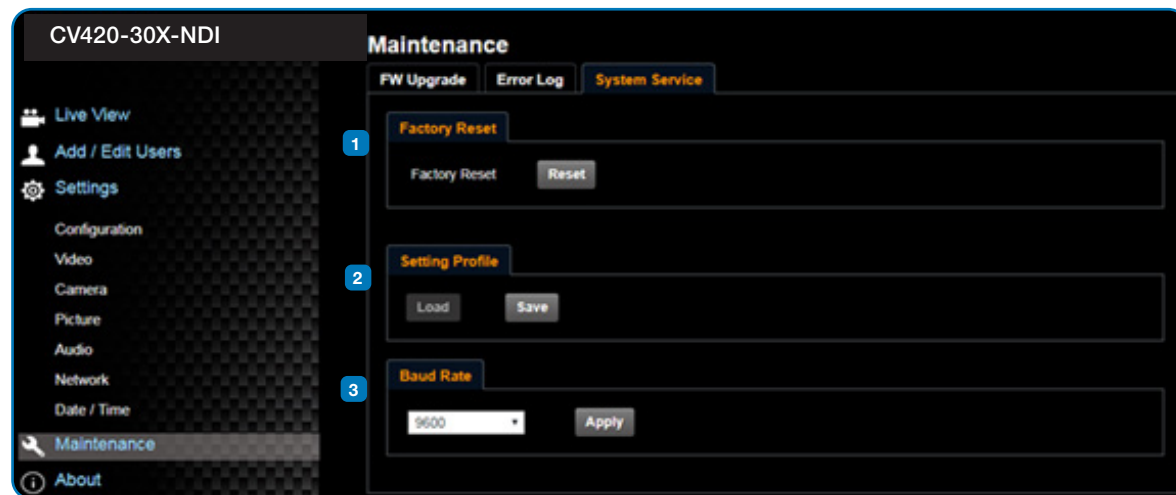 CV420-30X-NDI
Live View
Add / Edit Users
Settings
Configuration
Video
Camera
Picture
Audio
Network
Date / Time
Maintenance
About
Maintenance
FW Upgrade Error Log System Service
1
Factory Reset
Factory Reset Reset
2
Setting Profile
Load Save
3
Baud Rate
9600 Apply